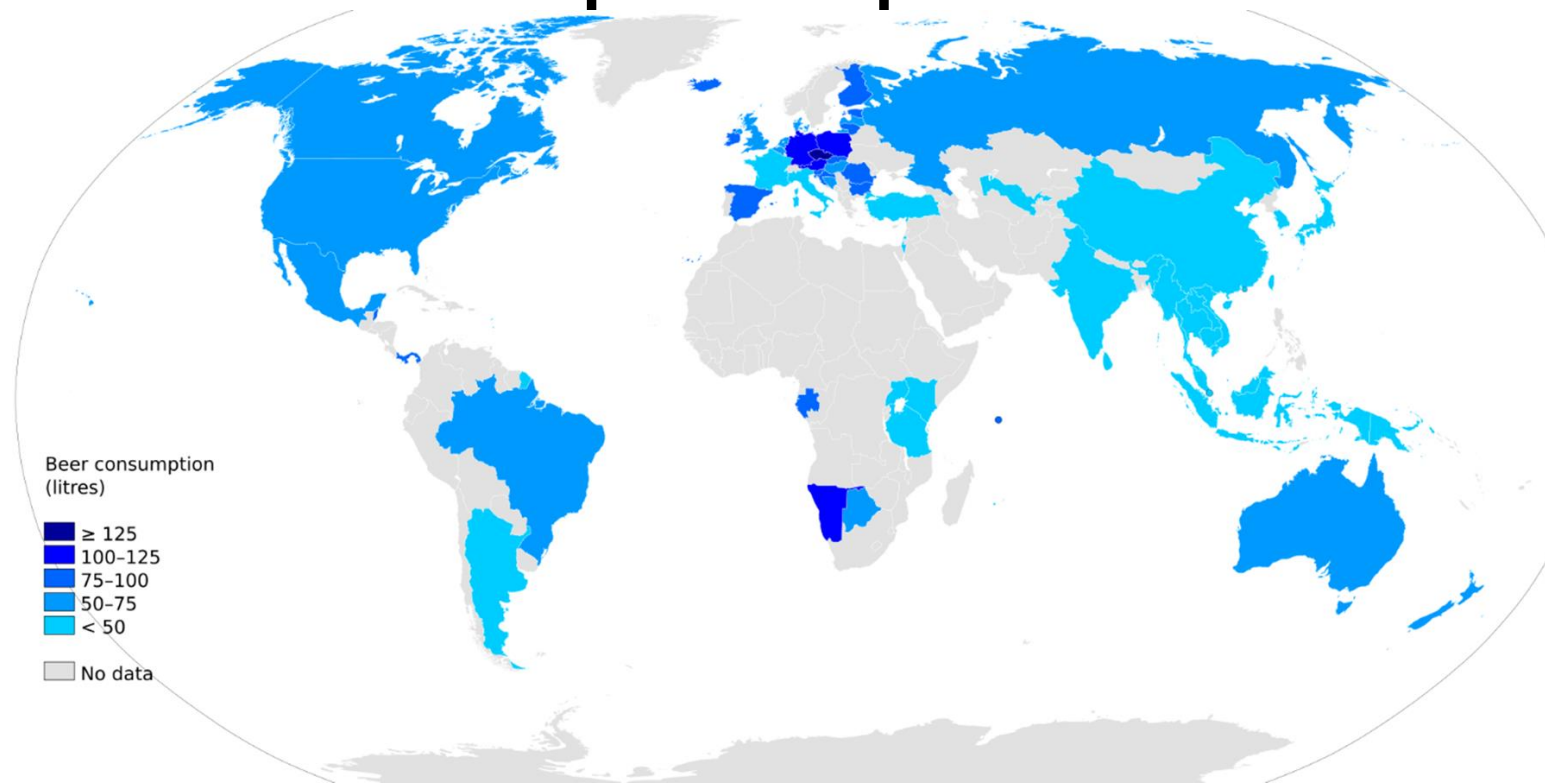 Beer consumption
(litres)
≥ 125
100–125
75–100
50–75
< 50
No data